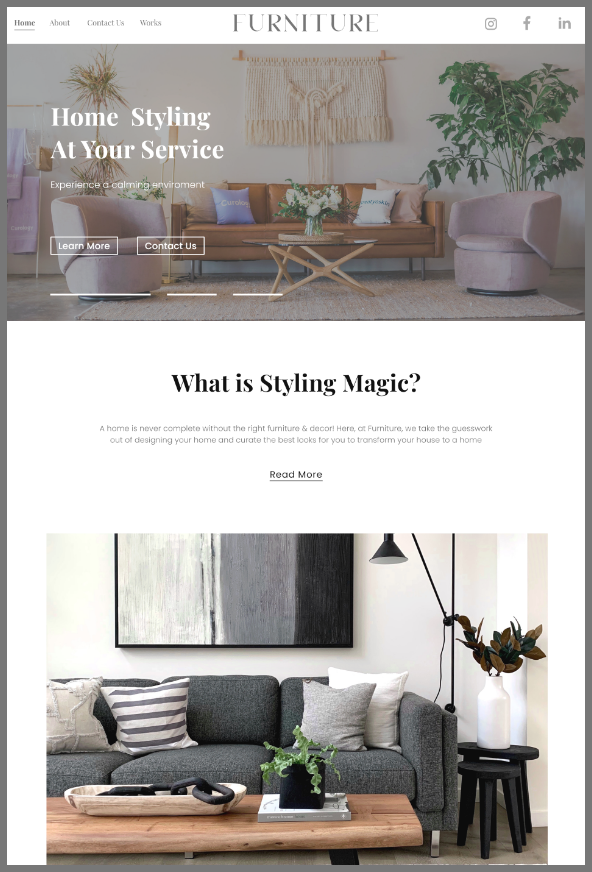 Home About Contact Us Works FURNITURE
Home Styling
At Your Service
Experience a calming enviroment
Learn More Contact Us
What is Styling Magic?
A home is never complete without the right furniture & decor! Here, at Furniture, we take the guesswork
out of designing your home and curate the best looks for you to transform your house to a home
Read More